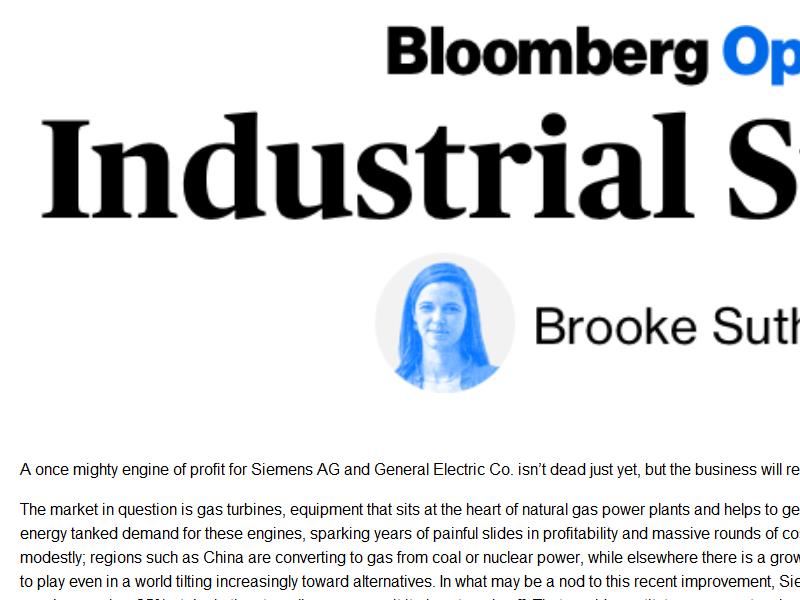 Bloomberg Op
Industrial S
Brooke Suth
A once mighty engine of profit for Siemens AG and General Electric Co. isn't dead just yet, but the business will re
The market in question is gas turbines, equipment that sits at the heart of natural gas power plants and helps to ge
energy tanked demand for these engines, sparking years of painful slides in profitability and massive rounds of co
modestly; regions such as China are converting to gas from coal or nuclear power, while elsewhere there is a grow
to play even in a world tilting increasingly toward alternatives. In what may be a nod to this recent improvement, Sie